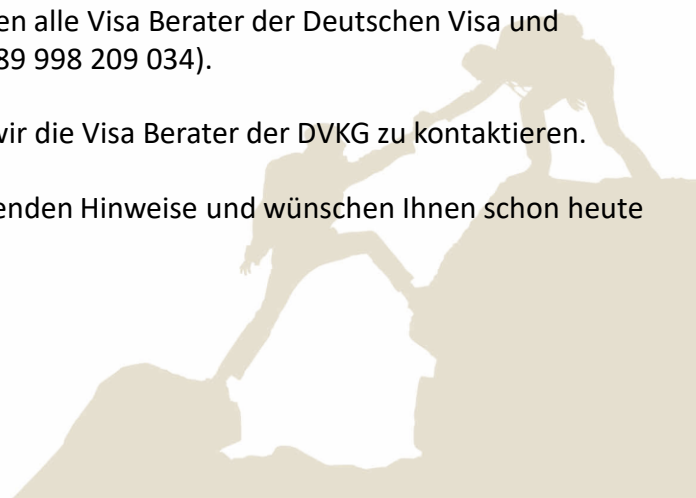 en alle Visa Berater der Deutschen Visa und
89 998 209 034).
wir die Visa Berater der DVKG zu kontaktieren.
enden Hinweise und wünschen Ihnen schon heute